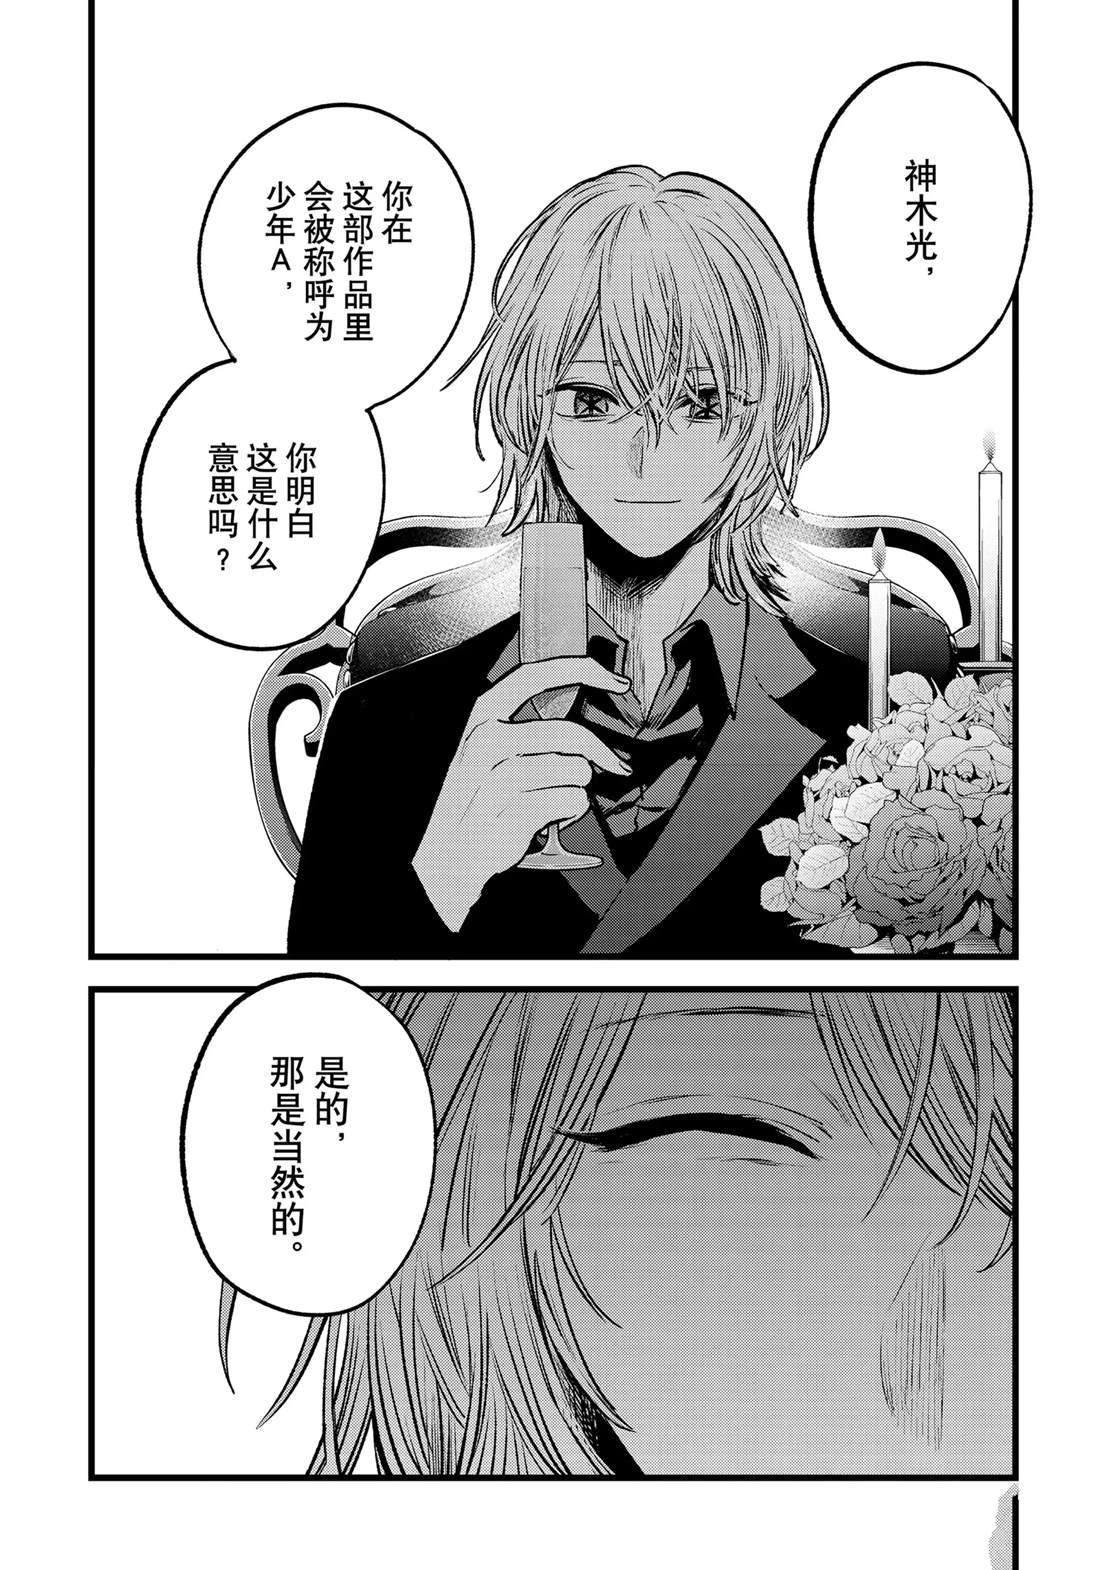 神木光，
你在
这部作品里
会被称呼为
少年A，
你明白
这是什么
意思吗？
是的，
那是当然的。